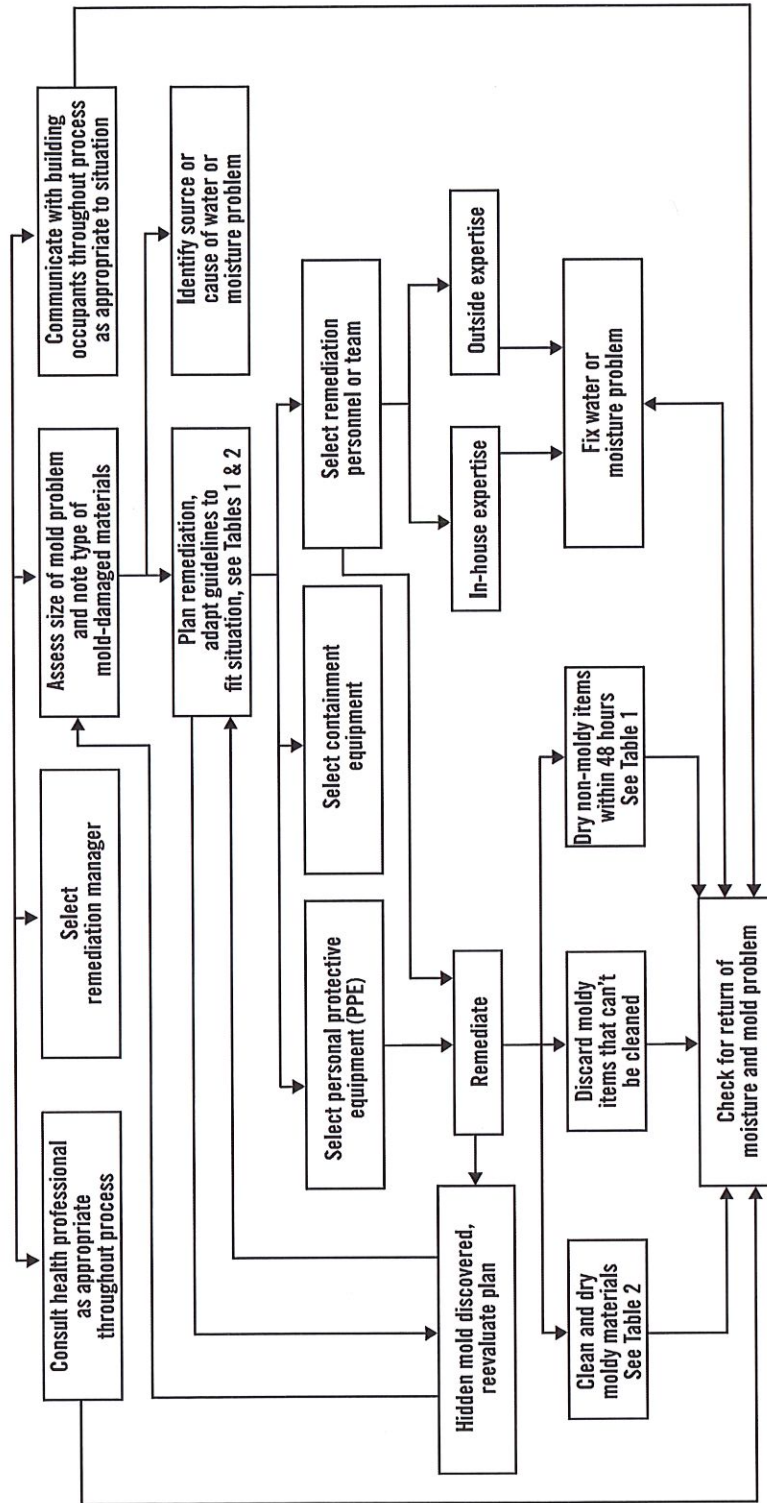 Consult health professional
as appropriate
throughout process
Select
remediation manager
Assess size of mold problem
and note type of
mold-damaged materials
Communicate with building
occupants throughout process
as appropriate to situation
Plan remediation,
adapt guidelines to
fit situation, see Tables 1 & 2
Identify source or
cause of water or
moisture problem
Select personal protective
equipment (PPE)
Select containment
equipment
Select remediation
personnel or team
Hidden mold discovered,
reevaluate plan
Remediate
In-house expertise
Outside expertise
Clean and dry
moldy materials
See Table 2
Discard moldy
items that can't
be cleaned
Dry non-moldy items
within 48 hours
See Table 1
Fix water or
moisture problem
Check for return of
moisture and mold problem